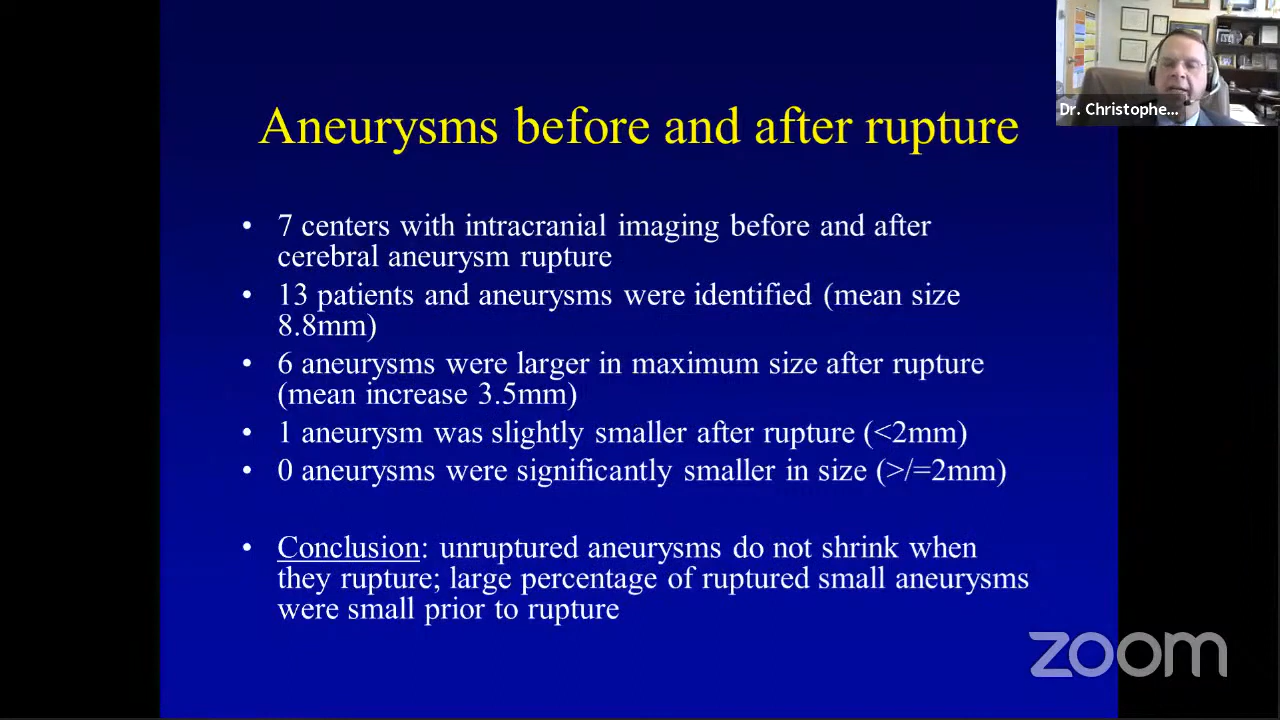 Aneurysms before and after rupture
Dr. Christophe...
• 7 centers with intracranial imaging before and after
cerebral aneurysm rupture
• 13 patients and aneurysms were identified (mean size
8.8mm)
• 6 aneurysms were larger in maximum size after rupture
(mean increase 3.5mm)
• 1 aneurysm was slightly smaller after rupture (<2mm)
• 0 aneurysms were significantly smaller in size (>/=2mm)
• Conclusion: unruptured aneurysms do not shrink when
they rupture; large percentage of ruptured small aneurysms
were small prior to rupture
zoom